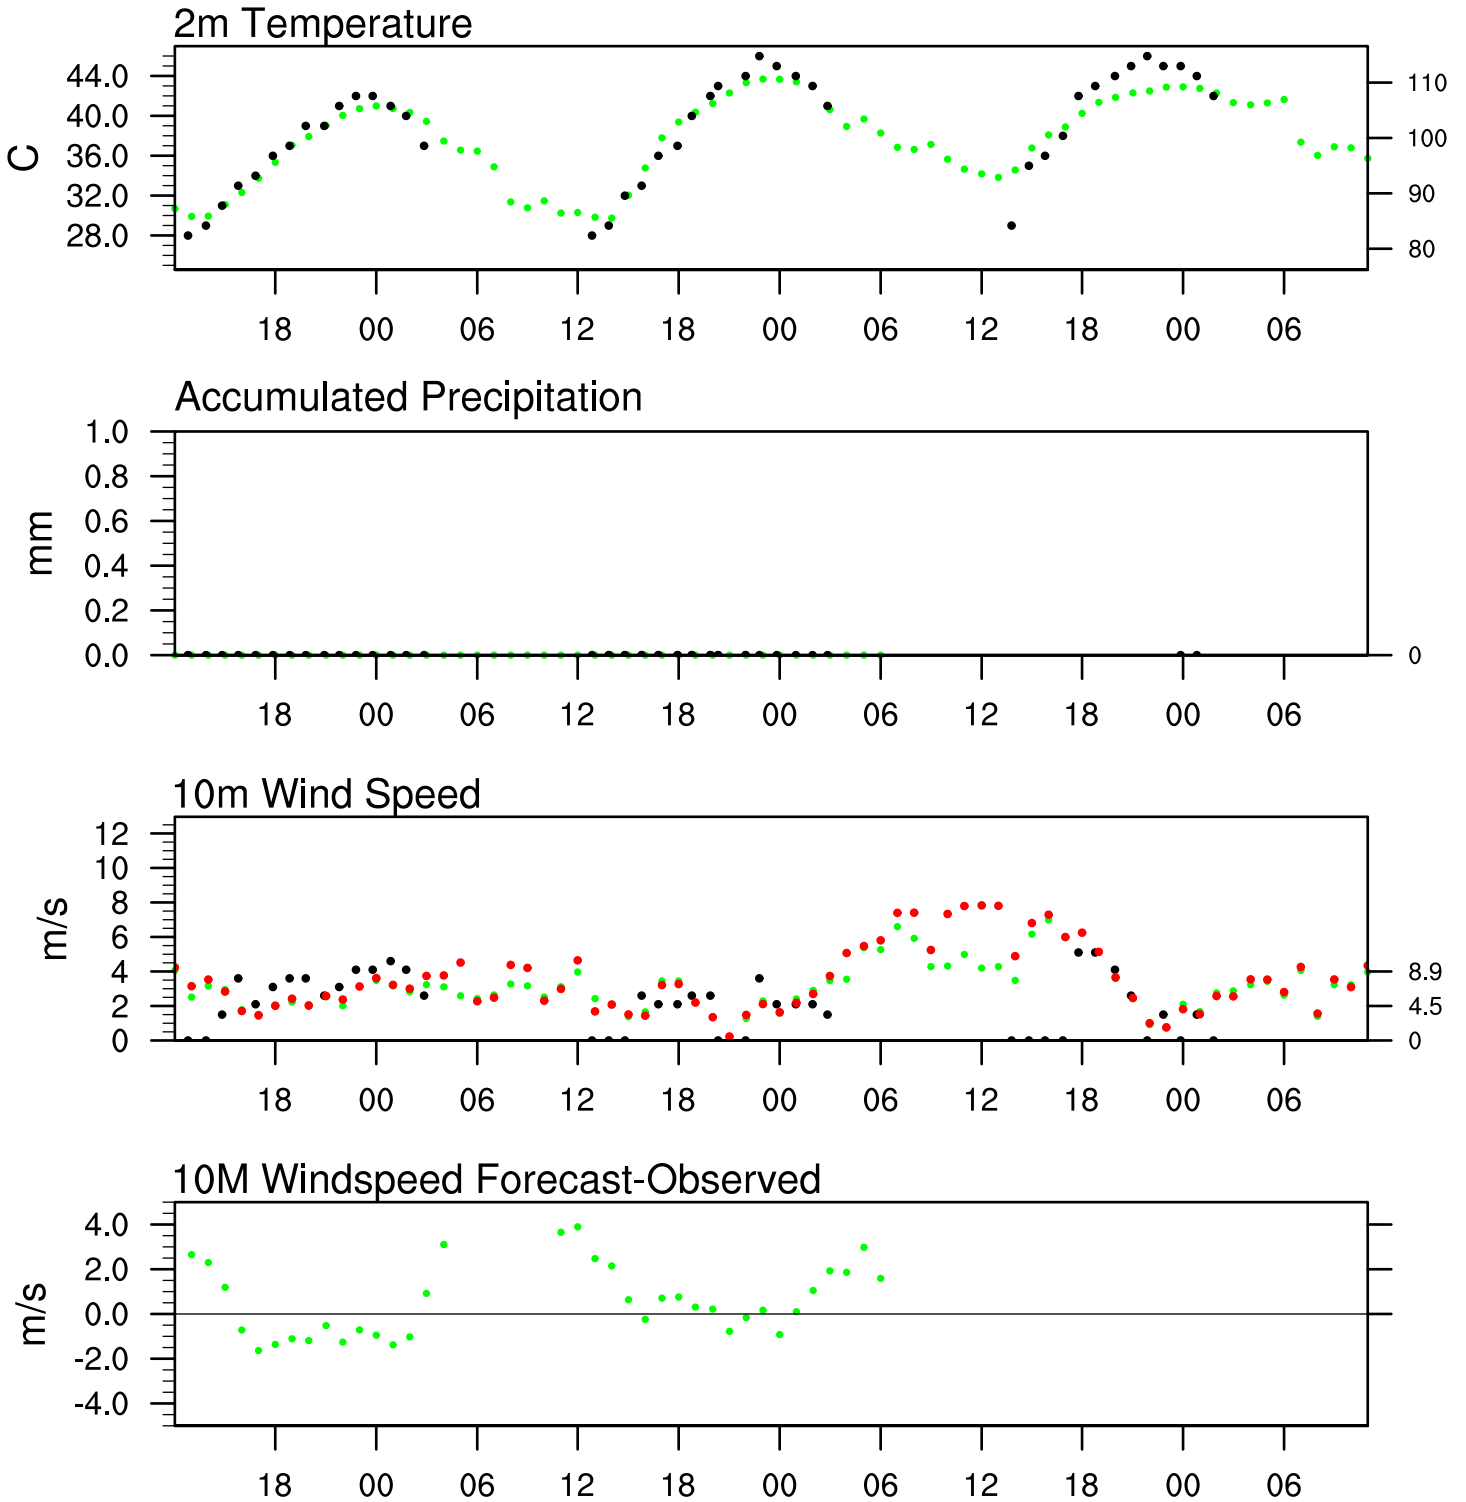 2m Temperature
C
44.0
40.0
36.0
32.0
28.0
110
100
90
80
18 00 06 12 18 00 06 12 18 00 06
Accumulated Precipitation
mm
1.0
0.8
0.6
0.4
0.2
0.0
0
18 00 06 12 18 00 06 12 18 00 06
10m Wind Speed
m/s
12
10
8
6
4
2
0
8.9
4.5
0
18 00 06 12 18 00 06 12 18 00 06
10M Windspeed Forecast-Observed
m/s
4.0
2.0
0.0
-2.0
-4.0
18 00 06 12 18 00 06 12 18 00 06